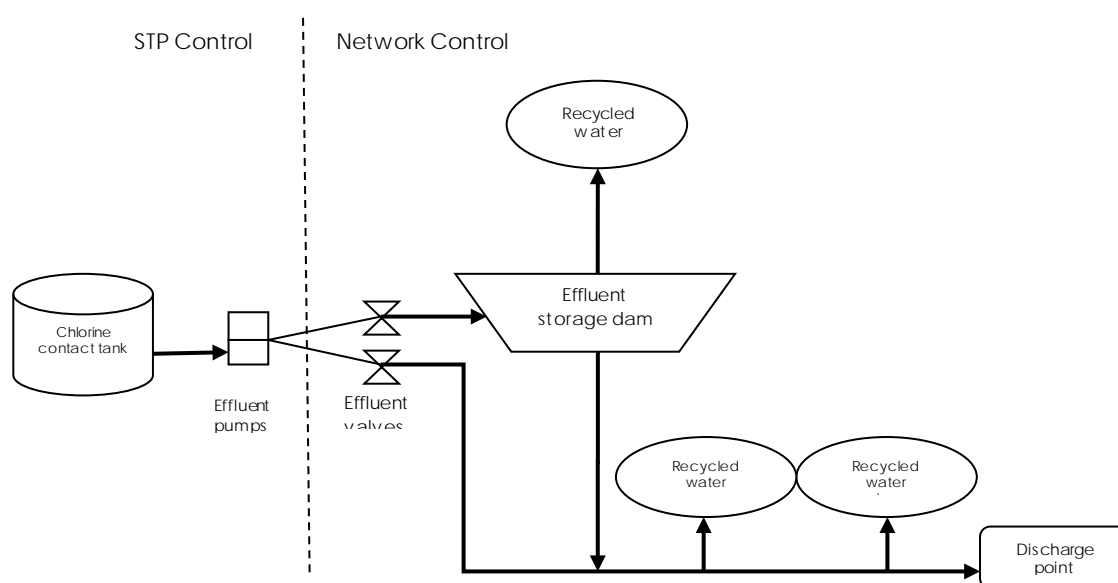 STP Control
Network Control
Recycled
water
Effluent
storage dam
Chlorine
contact tank
Effluent
pumps
Effluent
valves
Recycled
water
Recycled
water
Discharge
point